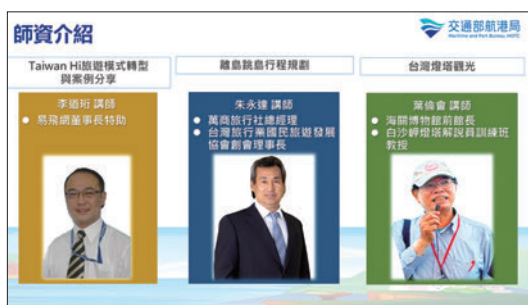 師資介紹
交通部航港局
Maritime and Port Bureau, MOTC
Taiwan Hi旅遊模式轉型
與案例分享
李道珩 講師
● 易飛網董事長特助
離島跳島行程規劃
朱永達 講師
● 萬商旅行社總經理
● 台灣旅行業國民旅遊發展
協會創會理事長
台灣燈塔觀光
葉倫會 講師
● 海關博物館前館長
● 白沙岬燈塔解說員訓練班
教授